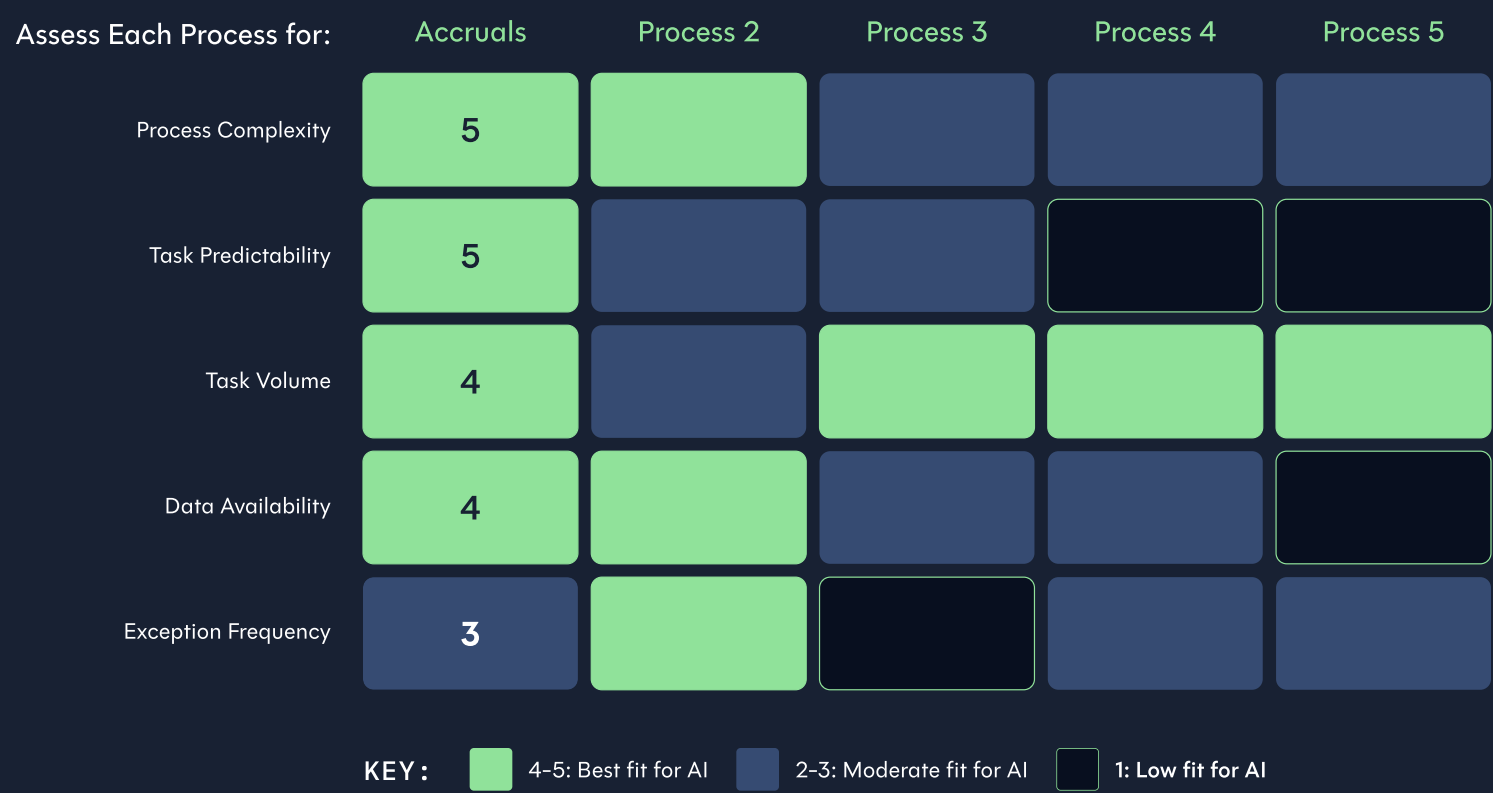 Assess Each Process for: Accruals Process 2 Process 3 Process 4 Process 5
Process Complexity 5
Task Predictability 5
Task Volume 4
Data Availability 4
Exception Frequency 3
KEY: 4-5: Best fit for AI 2-3: Moderate fit for AI 1: Low fit for AI